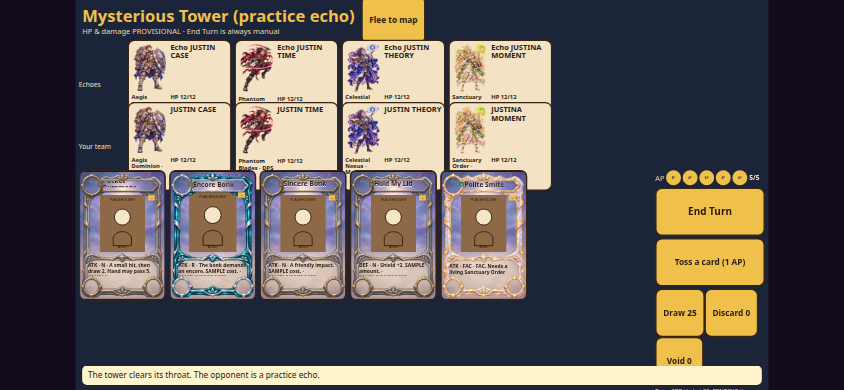 Mysterious Tower (practice echo)
HP & damage PROVISIONAL · End Turn is always manual
Flee to map
Echoes
Echo JUSTIN CASE
Aegis
HP 12/12
Echo JUSTIN TIME
Phantom
HP 12/12
Echo JUSTIN THEORY
Celestial
HP 12/12
Echo JUSTINA MOMENT
Sanctuary
HP 12/12
Your team
JUSTIN CASE
Aegis
HP 12/12
Dominion ·
JUSTIN TIME
Phantom
HP 12/12
Blades · DPS
JUSTIN THEORY
Celestial
HP 12/12
Nexus ·
JUSTINA MOMENT
Sanctuary
HP 12/12
Order ·
PLACEHOLDER
ATK · N · A small hit, then
draw 2. Hand may pass 5.
Encore Bonk
PLACEHOLDER
ATK · R · The bonk demands
an encore. SAMPLE cost. ·
Sincere Bonk
PLACEHOLDER
ATK · N · A friendly impact.
SAMPLE cost. ·
Hold My Lid
PLACEHOLDER
DEF · N · Shield +2. SAMPLE
amount. ·
Polite Smite
PLACEHOLDER
ATK · FAC · FAC. Needs a
living Sanctuary Order
AP
5/5
End Turn
Toss a card (1 AP)
Draw 25
Discard 0
Void 0
The tower clears its throat. The opponent is a practice echo.